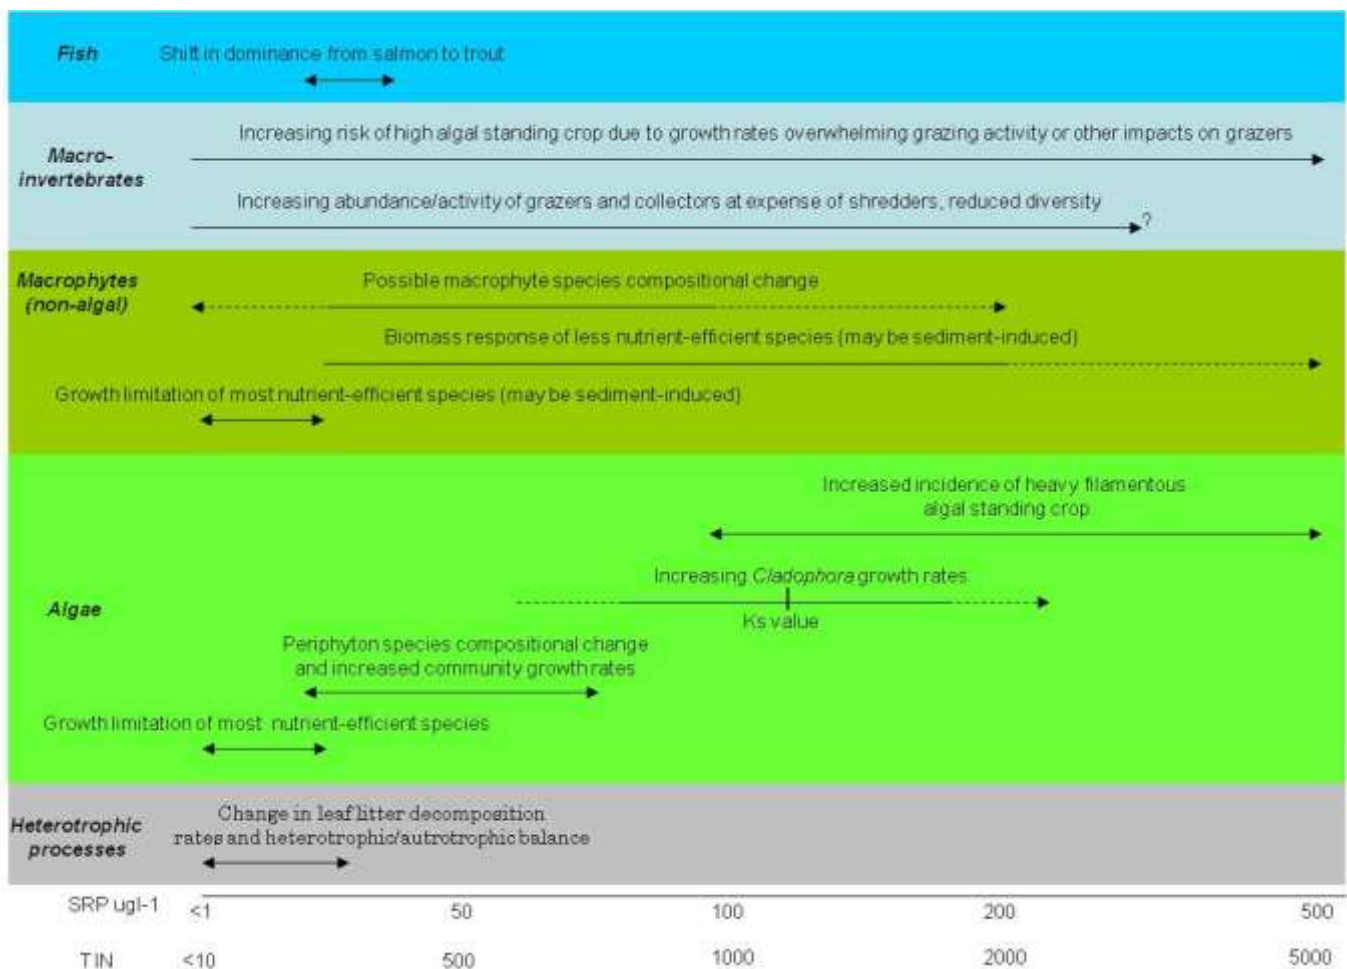 Fish
Shift in dominance from salmon to trout
Macro-
invertebrates
Increasing risk of high algal standing crop due to growth rates overwhelming grazing activity or other impacts on grazers
Increasing abundance/activity of grazers and collectors at expense of shredders, reduced diversity
?
Macrophytes
(non-algal)
Possible macrophyte species compositional change
Biomass response of less nutrient-efficient species (may be sediment-induced)
Growth limitation of most nutrient-efficient species (may be sediment-induced)
Algae
Increased incidence of heavy filamentous
algal standing crop
Increasing Cladophora growth rates
Ks value
Periphyton species compositional change
and increased community growth rates
Growth limitation of most nutrient-efficient species
Heterotrophic
processes
Change in leaf litter decomposition
rates and heterotrophic/autrotrophic balance
SRP ugl-1 <1 50 100 200 500
TIN <10 500 1000 2000 5000